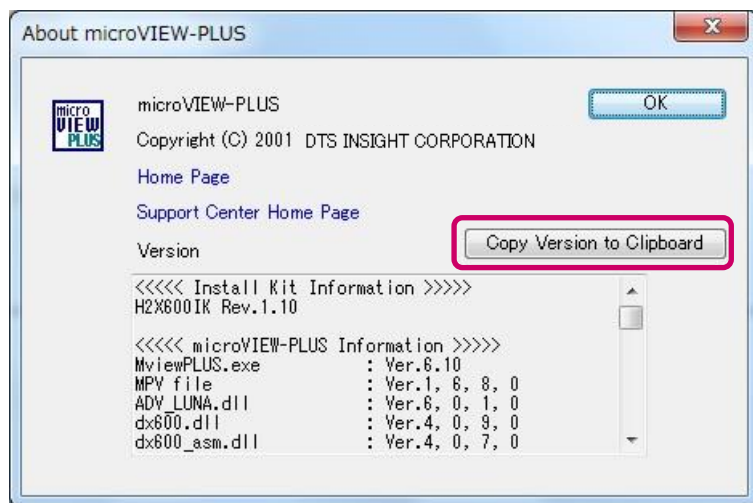 About microVIEW-PLUS
micro
VIEW
PLUS
microVIEW-PLUS
OK
Copyright (C) 2001 DTS INSIGHT CORPORATION
Home Page
Support Center Home Page
Version
Copy Version to Clipboard
<<<<< Install Kit Information >>>>>
H2X600IK Rev.1.10
<<<<< microVIEW-PLUS Information >>>>>
MviewPLUS.exe : Ver.6.10
MPV file : Ver.1, 6, 8, 0
ADV_LUNA.dll : Ver.6, 0, 1, 0
dx600.dll : Ver.4, 0, 9, 0
dx600_asm.dll : Ver.4, 0, 7, 0